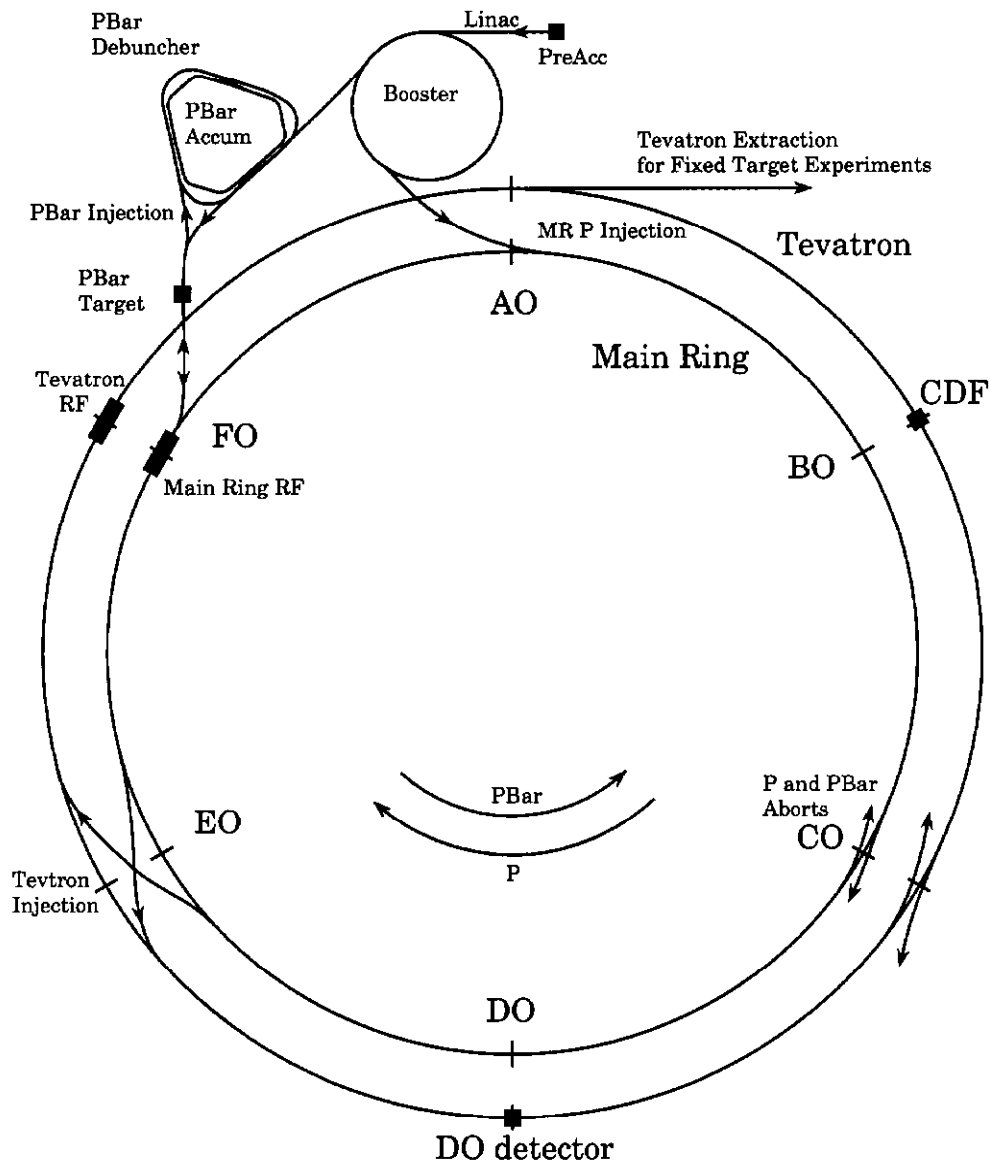 PBar
Debuncher
Linac
PreAcc
Booster
PBar
Accum
Tevatron Extraction
for Fixed Target Experiments
PBar Injection
MR P Injection
Tevatron
PBar
Target
AO
Main Ring
Tevatron
RF
CDF
FO
BO
Main Ring RF
P and PBar
Aborts
PBar
EO
CO
P
Tevtron
Injection
DO
DO detector